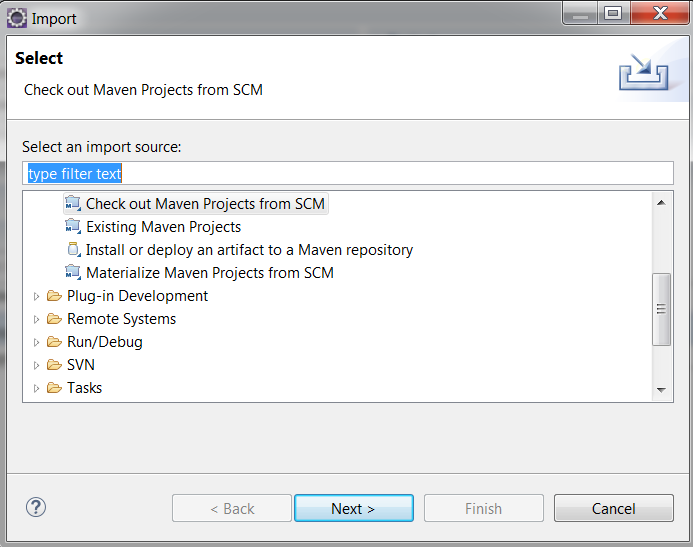 Import
Select
Check out Maven Projects from SCM
Select an import source:
type filter text
Check out Maven Projects from SCM
Existing Maven Projects
Install or deploy an artifact to a Maven repository
Materialize Maven Projects from SCM
Plug-in Development
Remote Systems
Run/Debug
SVN
Tasks
? < Back Next > Finish Cancel